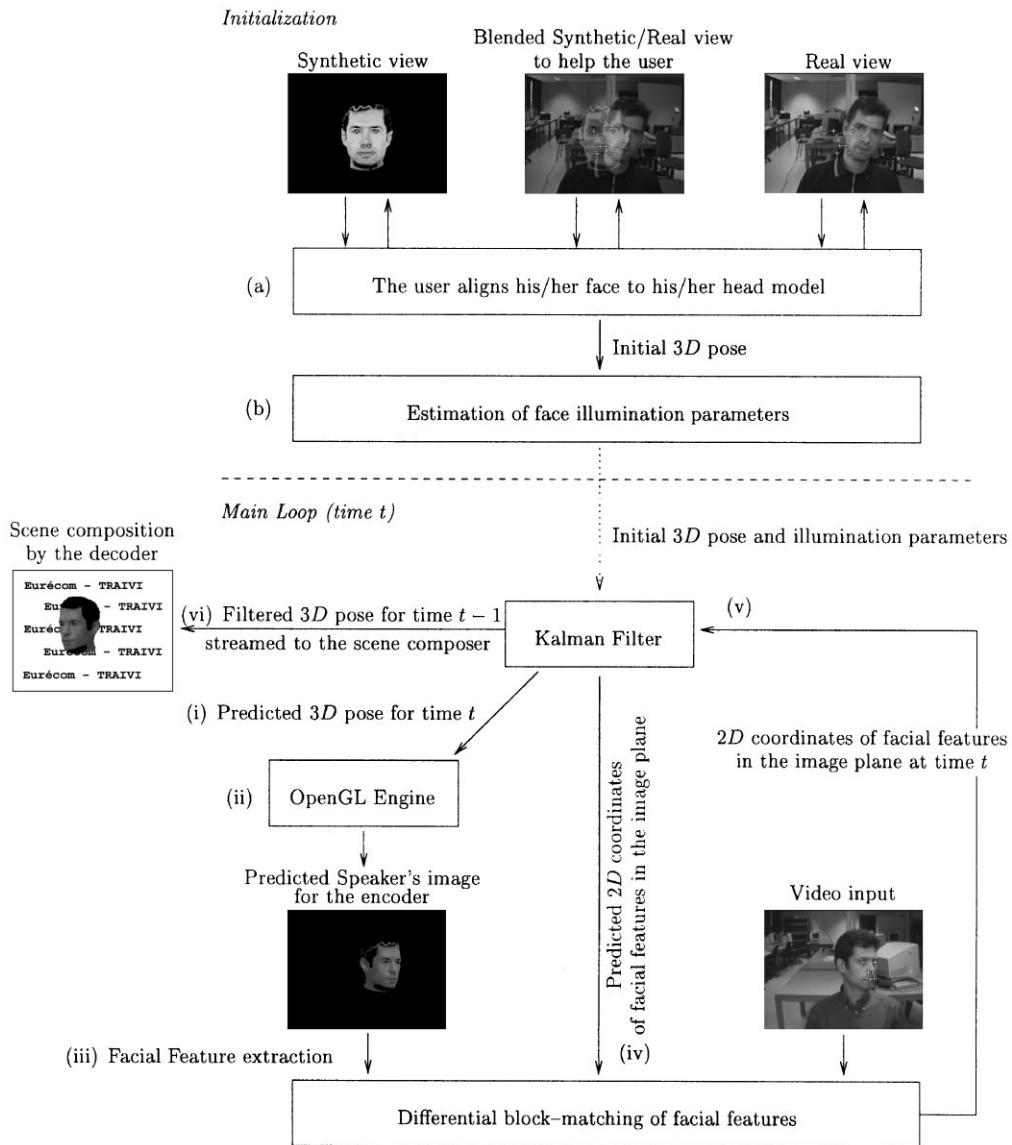 Initialization
Synthetic view
Blended Synthetic/Real view
to help the user
Real view
(a)
The user aligns his/her face to his/her head model
Initial 3D pose
(b)
Estimation of face illumination parameters
Main Loop (time t)
Initial 3D pose and illumination parameters
Scene composition
by the decoder
Eurécom - TRAIVI
Eu - TRAIVI
Euréc TRAIVI
Eurécom - TRAIVI
Eurécom - TRAIVI
(vi) Filtered 3D pose for time t − 1
streamed to the scene composer
Kalman Filter
(v)
(i) Predicted 3D pose for time t
2D coordinates of facial features
in the image plane at time t
(ii)
OpenGL Engine
Predicted 2D coordinates
of facial features in the image plane
Predicted Speaker's image
for the encoder
Video input
(iii) Facial Feature extraction
(iv)
Differential block–matching of facial features